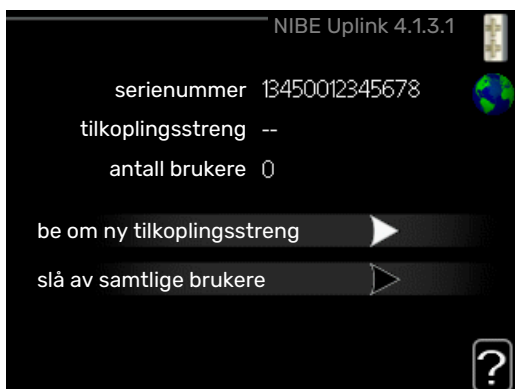 NIBE Uplink 4.1.3.1
serienummer 13450012345678
tilkoplingsstreng --
antall brukere 0
be om ny tilkoplingsstreng
slå av samtlige brukere
?